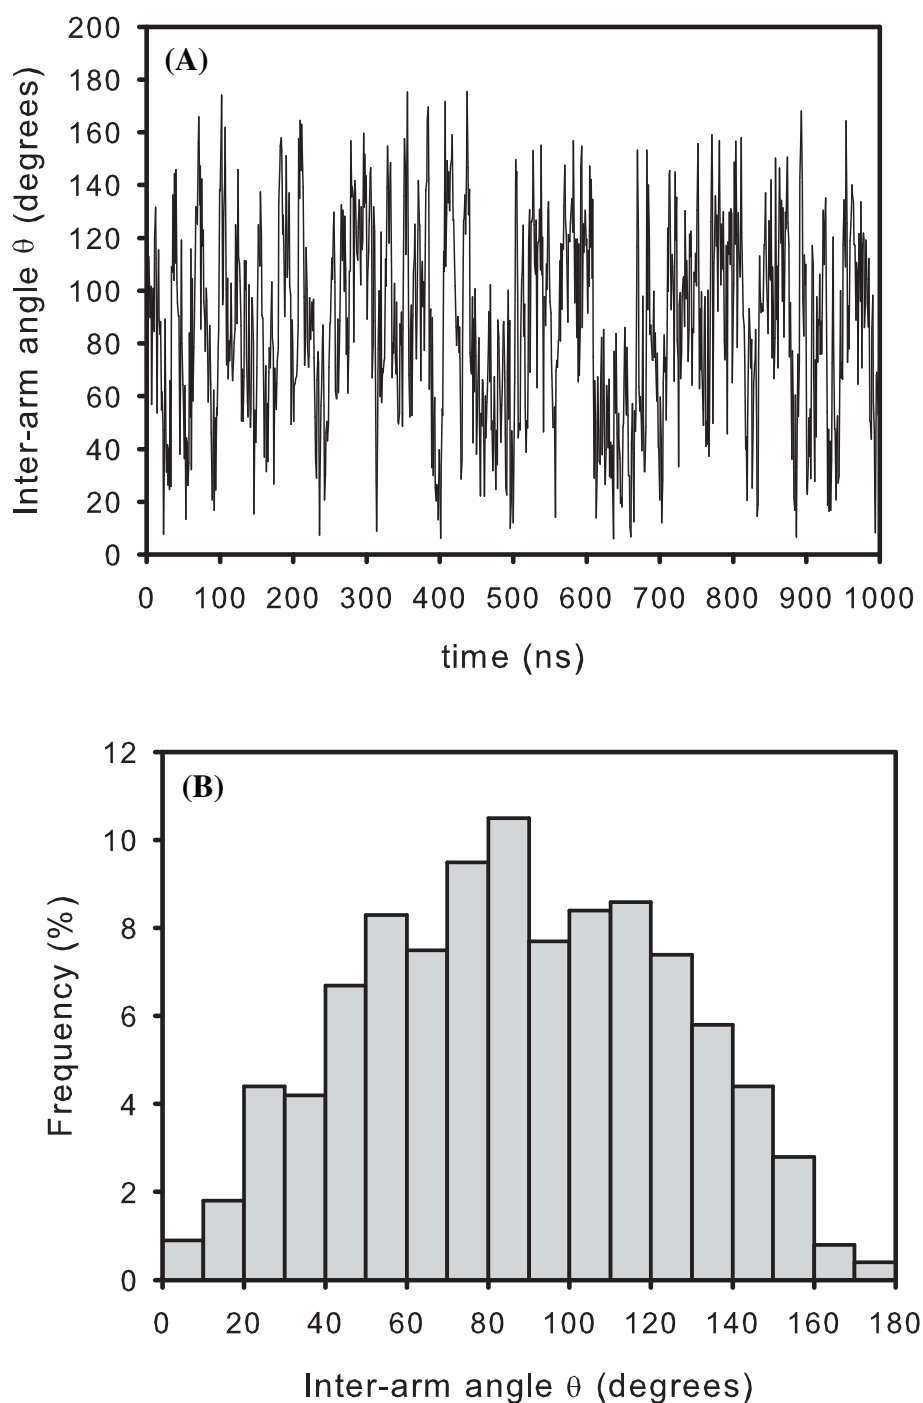 200
(A)
180
160
140
120
100
80
60
40
20
0
Inter-arm angle θ (degrees)
0 100 200 300 400 500 600 700 800 900 1000
time (ns)
12
(B)
10
8
6
4
2
0
Frequency (%)
0 20 40 60 80 100 120 140 160 180
Inter-arm angle θ (degrees)